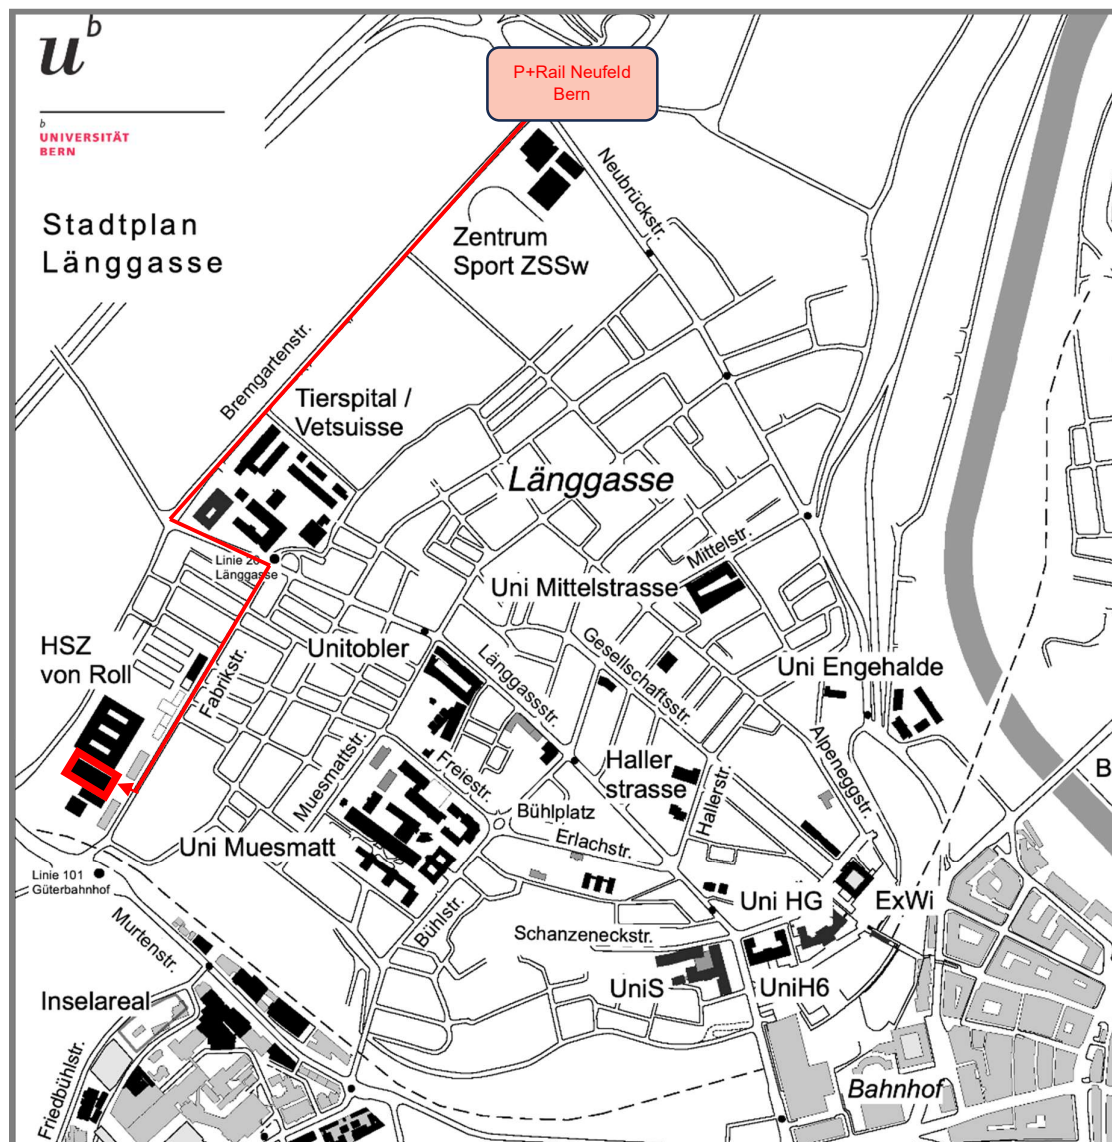 u
b
b
UNIVERSITÄT
BERN
P+Rail Neufeld
Bern
Stadtplan
Länggasse
Neubrückstr.
Zentrum
Sport ZSSw
Bremgartenstr.
Tierspital /
Vetsuisse
Länggasse
Mittelstr.
Linie 20
Länggasse
Uni Mittelstrasse
HSZ
von Roll
Fabrikstr.
Unitobler
Länggassstr.
Gesellschaftsstr.
Uni Engehalde
Alpeneggstr.
Muesmattstr.
Freiestr.
Haller
strasse
Hallerstr.
B
Bühlplatz
Erlachstr.
Uni Muesmatt
Linie 101
Güterbahnhof
Bühlstr.
Uni HG
ExWi
Murtenstr.
Schanzeneckstr.
UniS
UniH6
Inselareal
Friedbühlstr.
Bahnhof